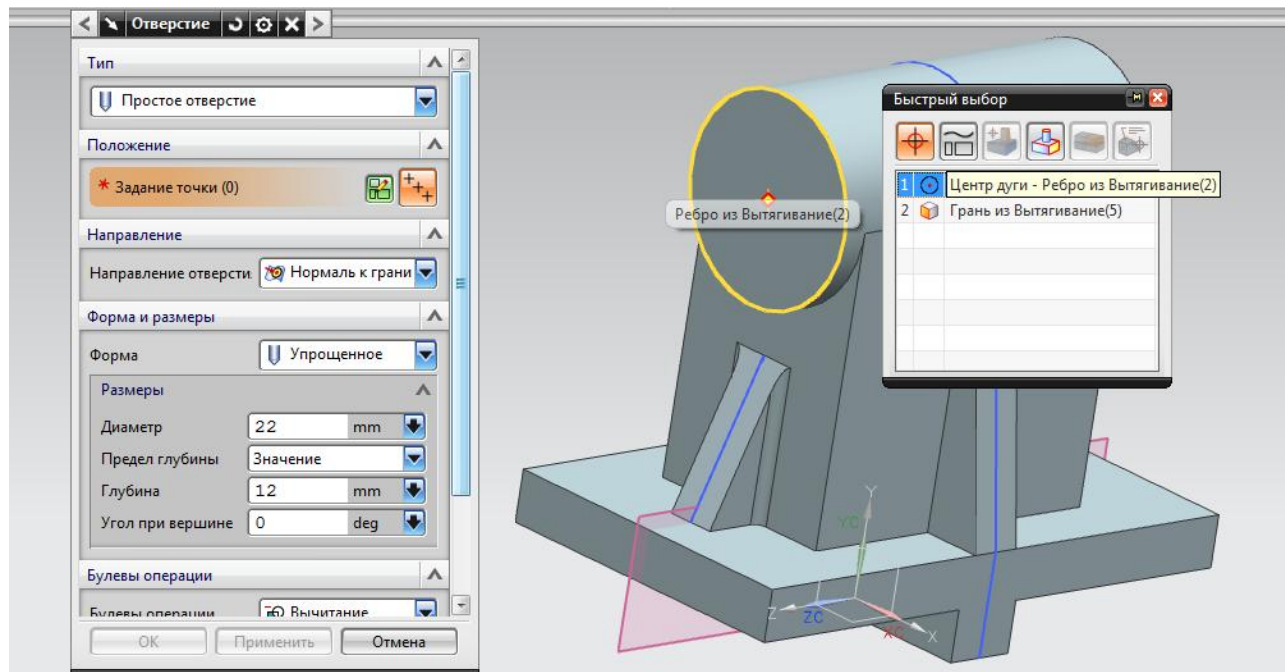 Отверстие
Тип
Простое отверстие
Положение
* Задание точки (0)
Направление
Направление отверсти Нормаль к грани
Форма и размеры
Форма Упрощенное
Размеры
Диаметр 22 mm
Предел глубины Значение
Глубина 12 mm
Угол при вершине 0 deg
Булевы операции
Булевы операции Вычитание
ОК Применить Отмена
Ребро из Вытягивание(2)
Быстрый выбор
1 Центр дуги - Ребро из Вытягивание(2)
2 Грань из Вытягивание(5)
Y
YC
Z
ZC
XC
X